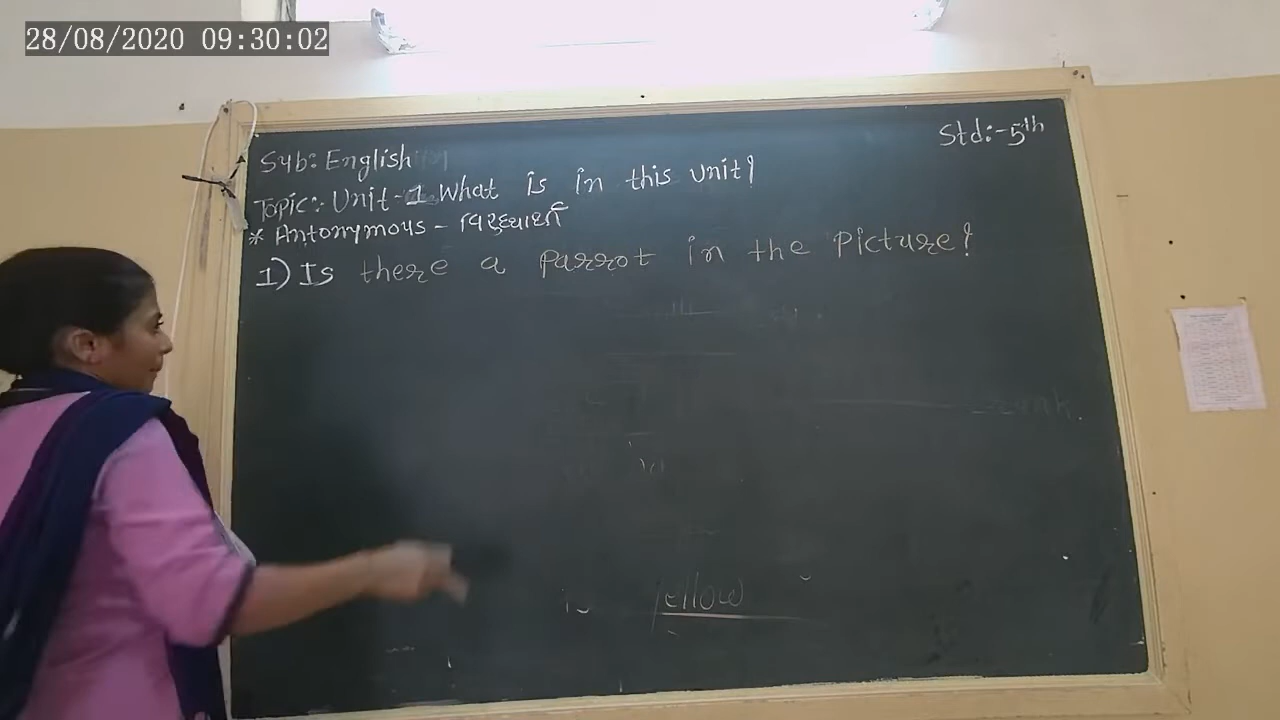 28/08/2020 09:30:02
Std:-5th
Sub: English
Topic: Unit-1 What is in this unit?
* Antonymous - વિરુદ્ધાર્થી
1) Is there a parrot in the picture?
yellow